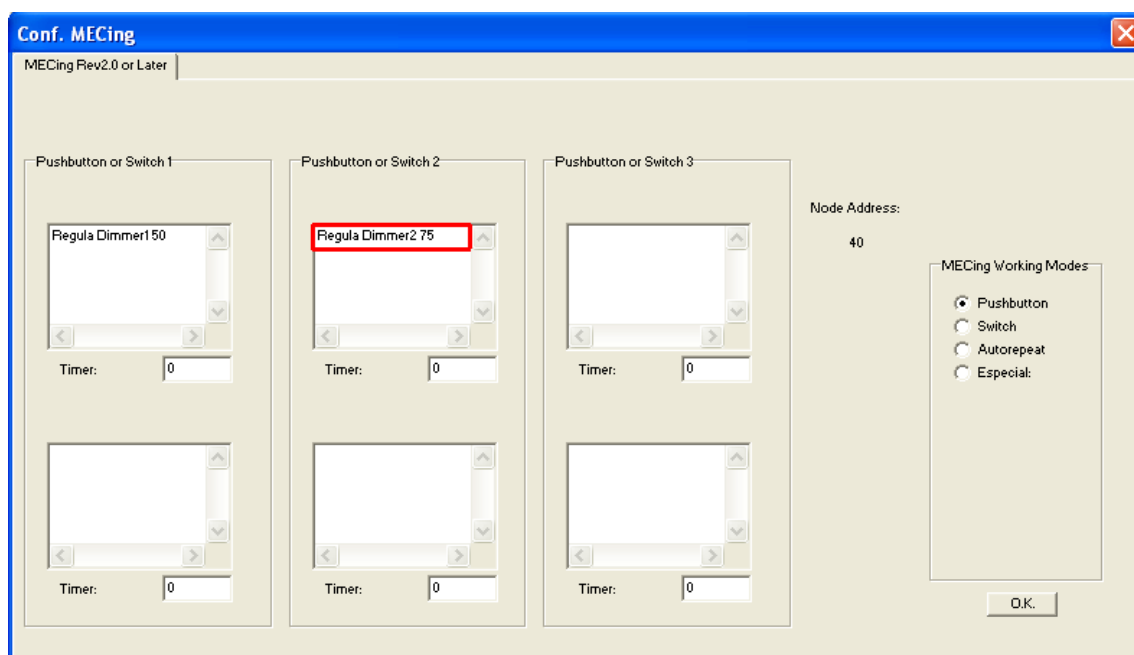 Conf. MECing
MECing Rev2.0 or Later
Pushbutton or Switch 1
Regula Dimmer1 50
Timer: 0
Timer: 0
Pushbutton or Switch 2
Regula Dimmer2 75
Timer: 0
Timer: 0
Pushbutton or Switch 3
Timer: 0
Timer: 0
Node Address:
40
MECing Working Modes
Pushbutton
Switch
Autorepeat
Especial:
O.K.